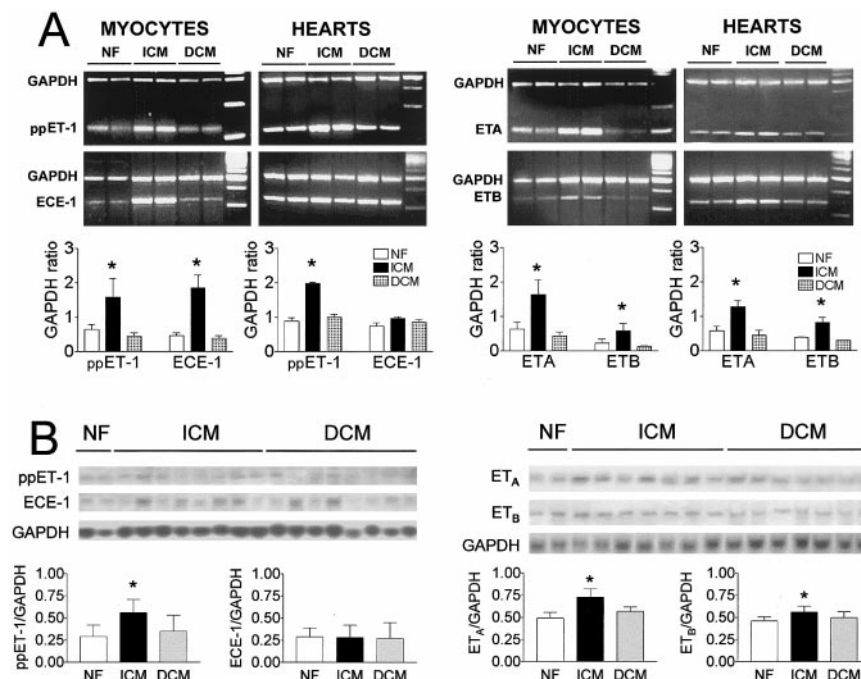 A
MYOCYTES HEARTS
NF ICM DCM NF ICM DCM
GAPDH
ppET-1
GAPDH
ECE-1
GAPDH ratio
3
2
1
0
ppET-1 ECE-1
GAPDH ratio
3
2
1
0
ppET-1 ECE-1
* * *
NF
ICM
DCM
MYOCYTES HEARTS
NF ICM DCM NF ICM DCM
GAPDH
ETA
GAPDH
ETB
GAPDH ratio
3
2
1
0
ETA ETB
GAPDH ratio
3
2
1
0
ETA ETB
* * * *
NF
ICM
DCM
B
NF ICM DCM
ppET-1
ECE-1
GAPDH
ppET-1/GAPDH
1.00
0.75
0.50
0.25
0.00
*
NF ICM DCM
ECE-1/GAPDH
1.00
0.75
0.50
0.25
0.00
NF ICM DCM
NF ICM DCM
ETA
ETB
GAPDH
ETA/GAPDH
1.00
0.75
0.50
0.25
0.00
*
NF ICM DCM
ETB/GAPDH
1.00
0.75
0.50
0.25
0.00
*
NF ICM DCM